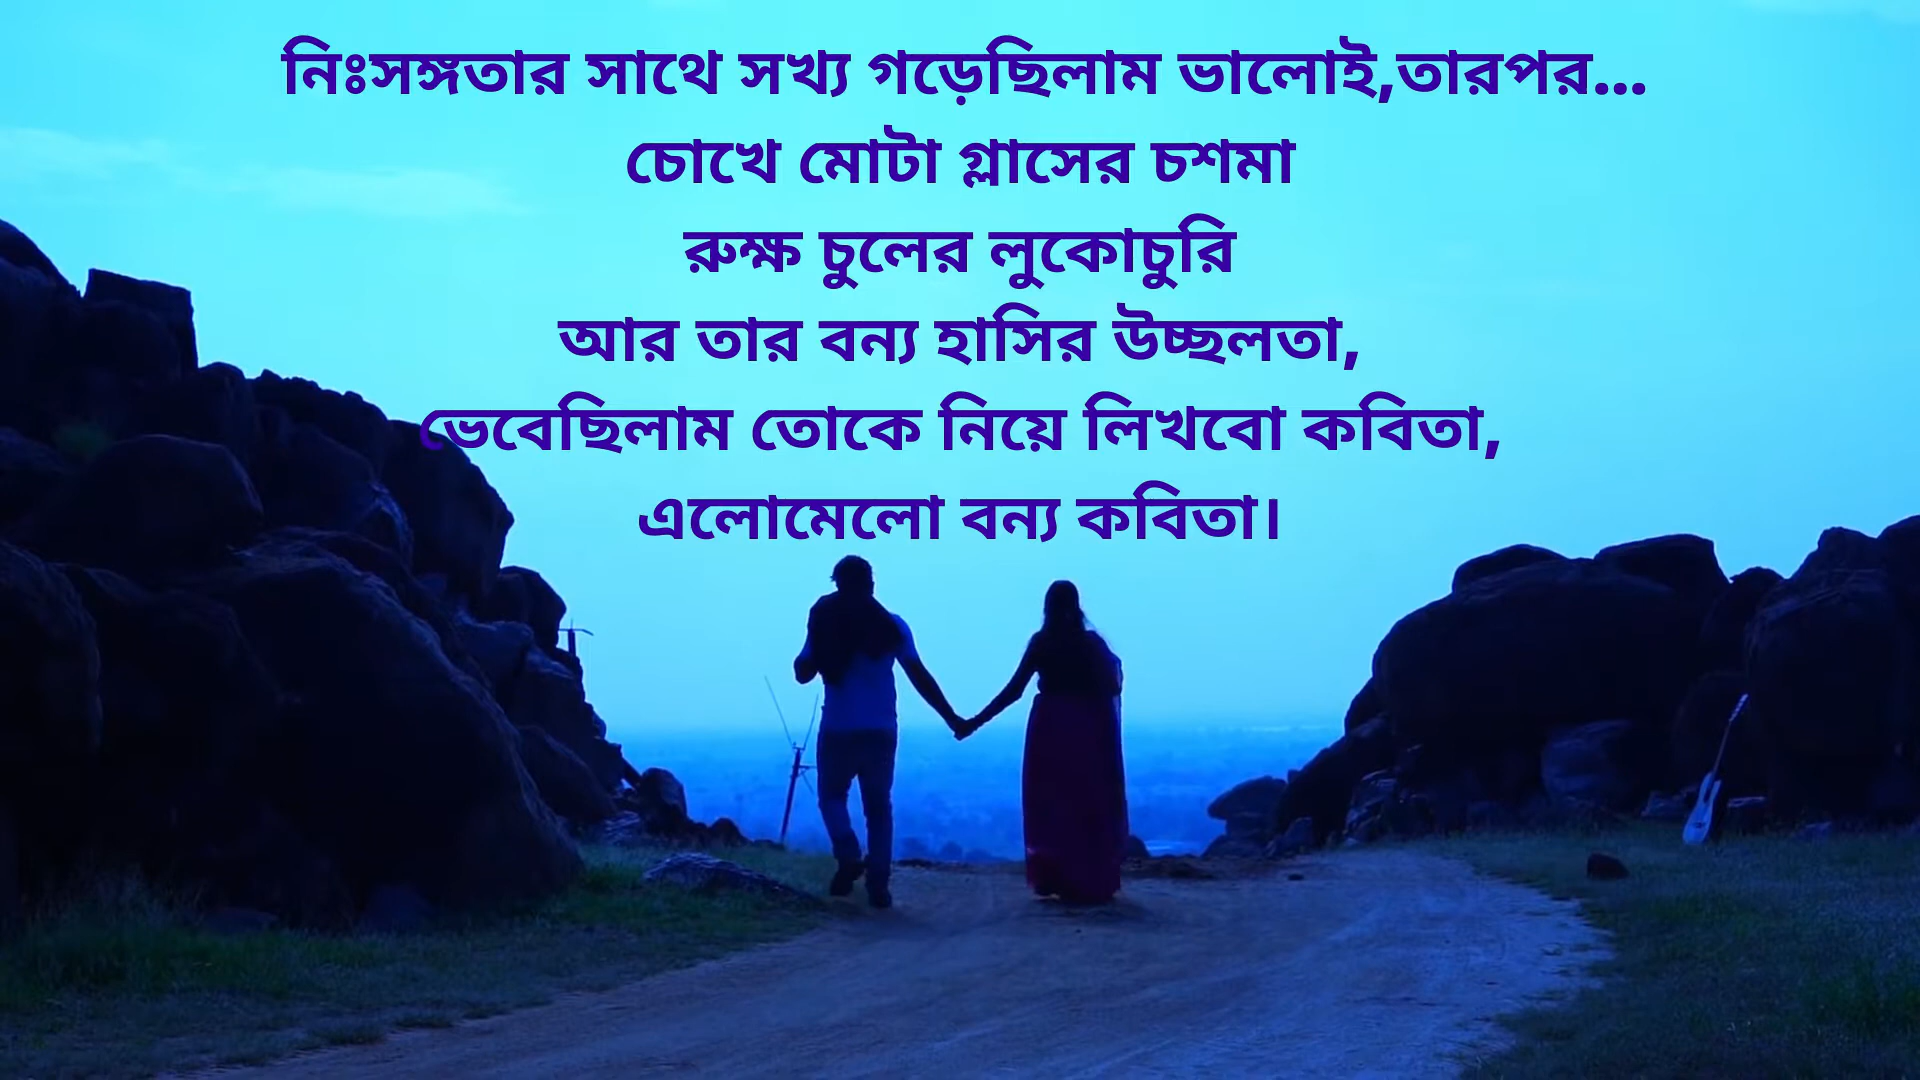 নিঃসঙ্গতার সাথে সখ্য গড়েছিলাম ভালোই,তারপর...
চোখে মোটা গ্লাসের চশমা
রুক্ষ চুলের লুকোচুরি
আর তার বন্য হাসির উচ্ছলতা,
ভেবেছিলাম তোকে নিয়ে লিখবো কবিতা,
এলোমেলো বন্য কবিতা।